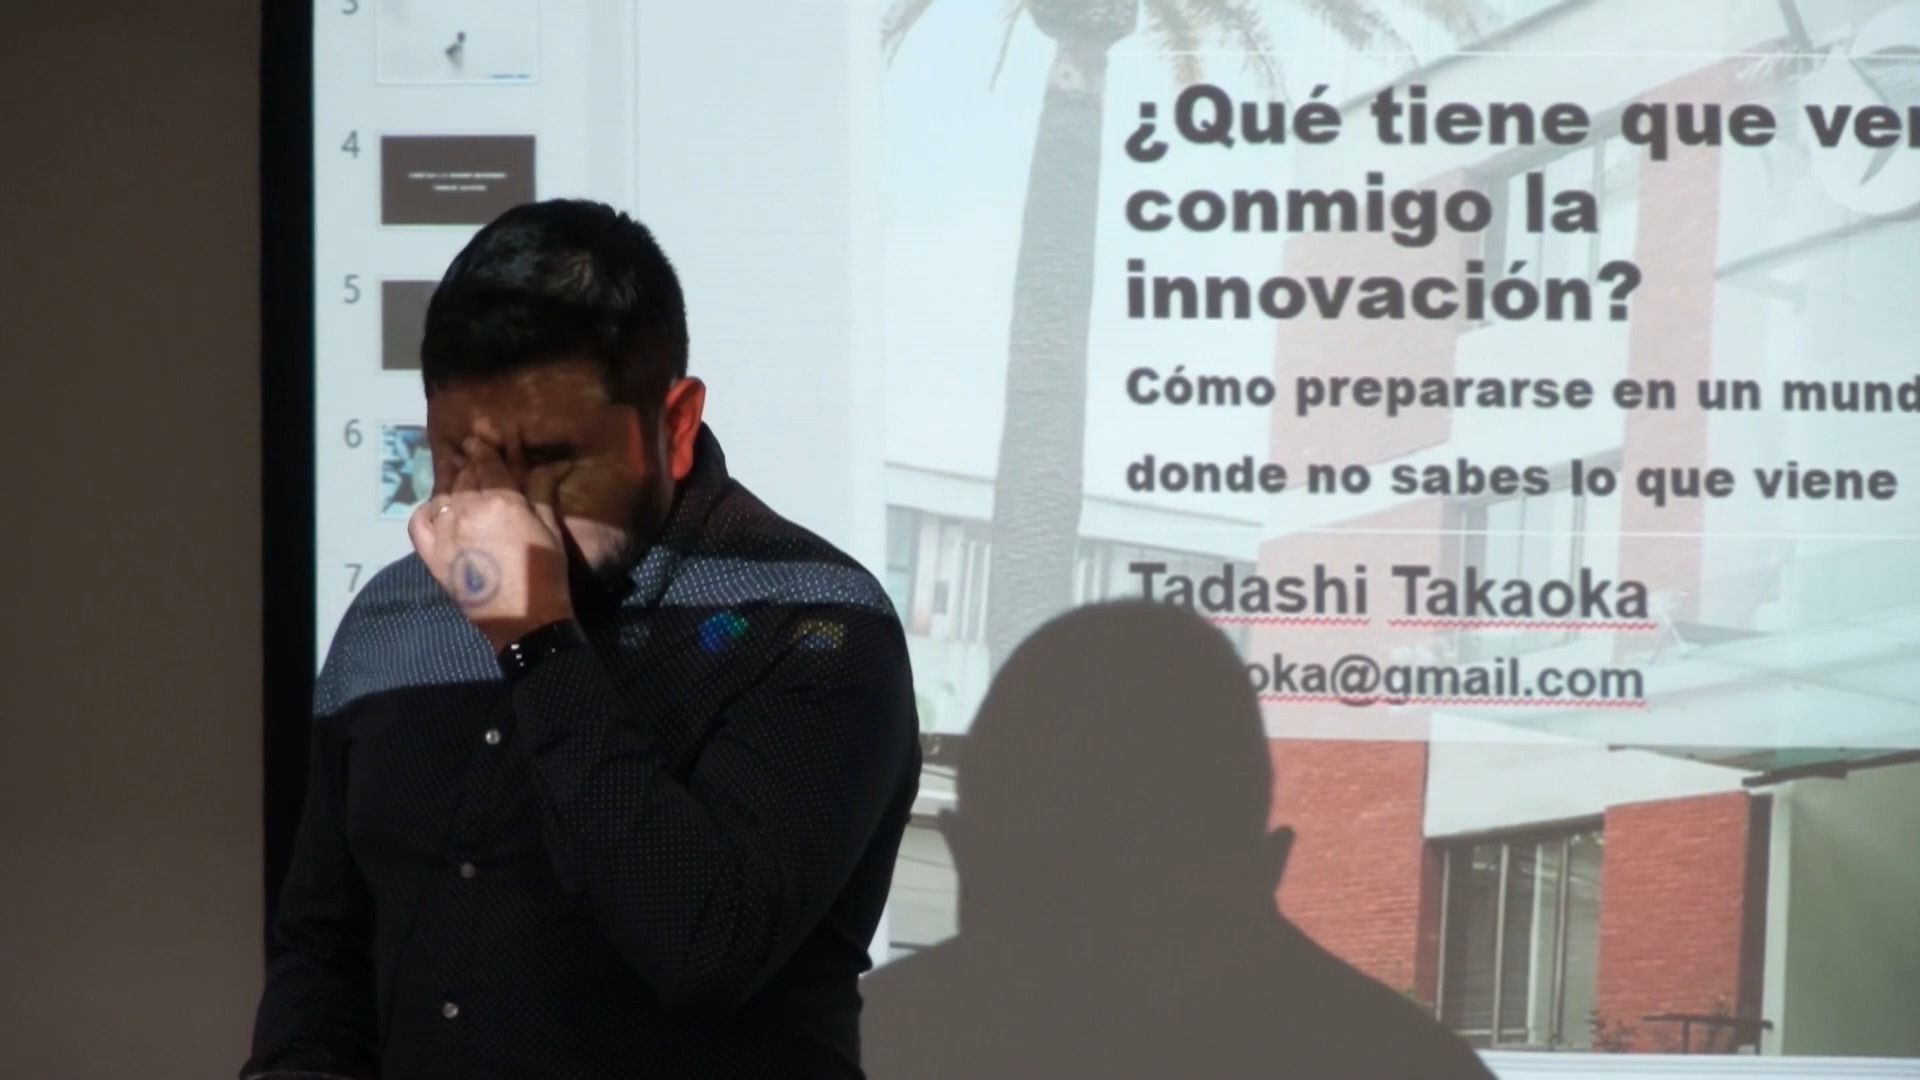 3
4
5
6
7
¿Qué tiene que ver
conmigo la
innovación?
Cómo prepararse en un mund
donde no sabes lo que viene
Tadashi Takaoka
oka@gmail.com